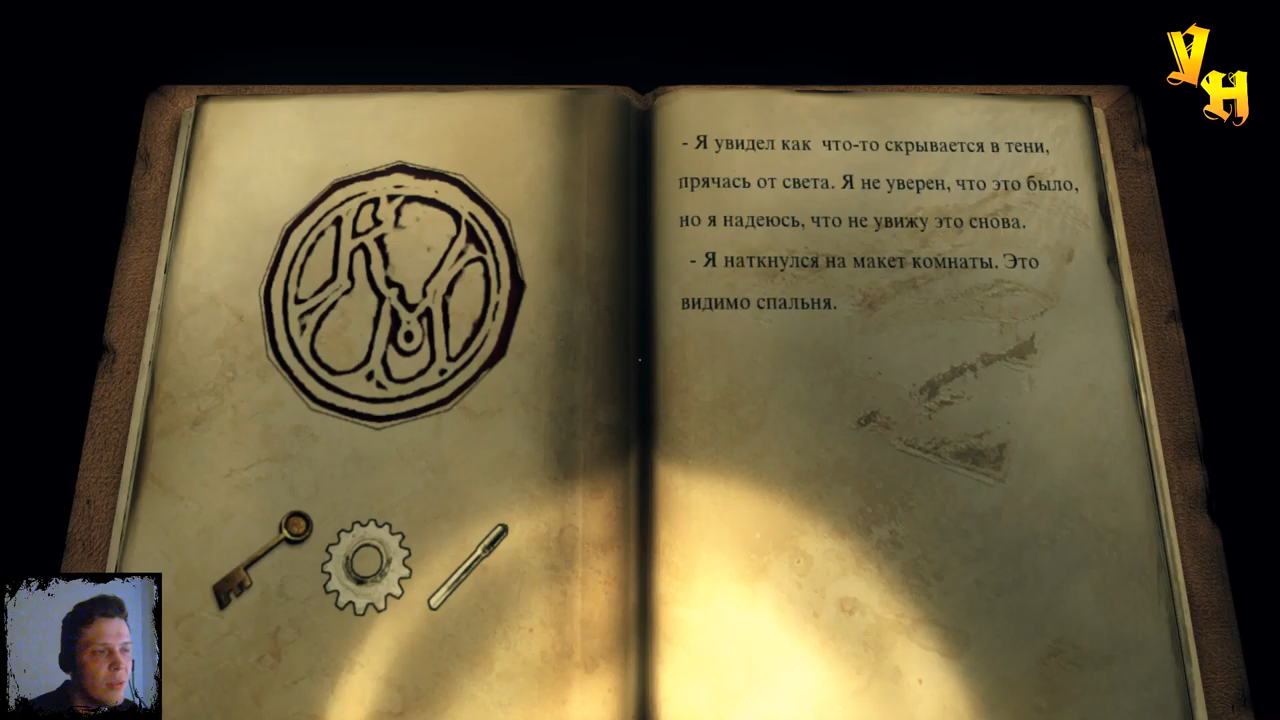 УН
- Я увидел как что-то скрывается в тени,
прячась от света. Я не уверен, что это было,
но я надеюсь, что не увижу это снова.
- Я наткнулся на макет комнаты. Это
видимо спальня.